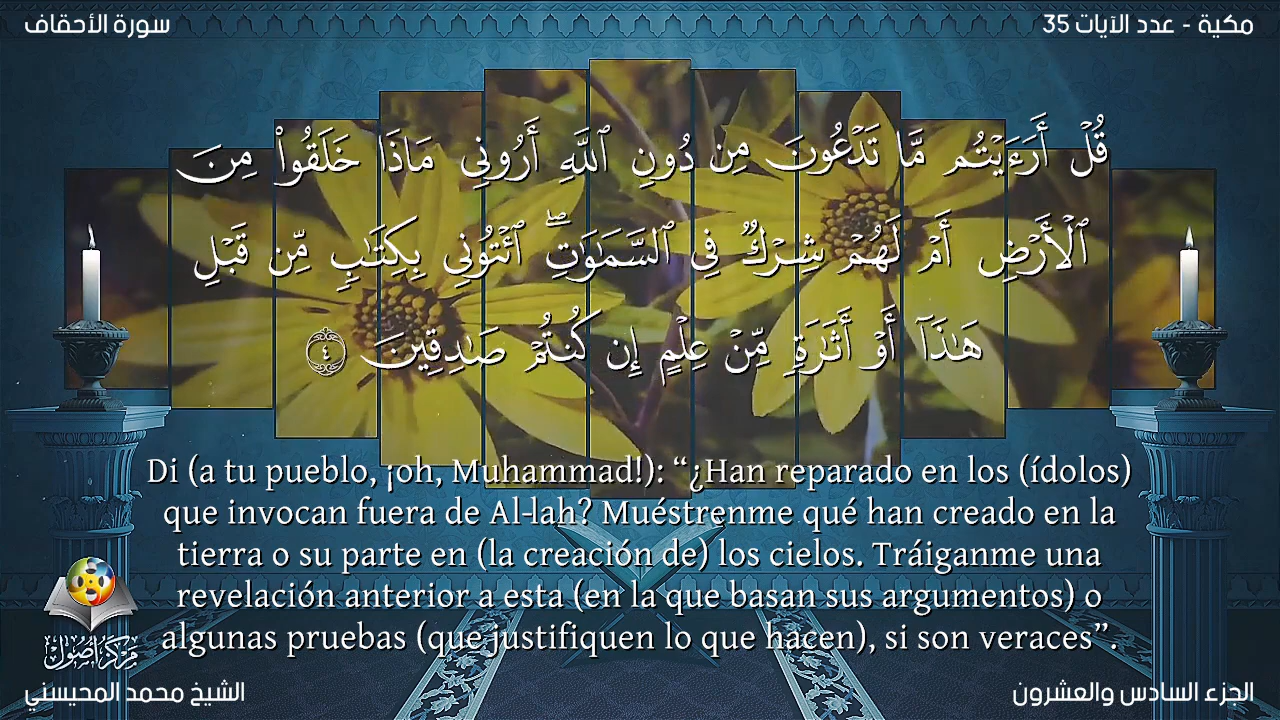 سورة الأحقاف
مكية - عدد الآيات 35
قُلْ أَرَءَيْتُم مَّا تَدْعُونَ مِن دُونِ ٱللَّهِ أَرُونِى مَاذَا خَلَقُوا۟ مِنَ
ٱلْأَرْضِ أَمْ لَهُمْ شِرْكٌ فِى ٱلسَّمَـٰوَٰتِ ۖ ٱئْتُونِى بِكِتَـٰبٍ مِّن قَبْلِ
هَـٰذَآ أَوْ أَثَـٰرَةٍ مِّنْ عِلْمٍ إِن كُنتُمْ صَـٰدِقِينَ ٤
Di (a tu pueblo, ¡oh, Muhammad!): “¿Han reparado en los (ídolos)
que invocan fuera de Al-lah? Muéstrenme qué han creado en la
tierra o su parte en (la creación de) los cielos. Tráiganme una
revelación anterior a esta (en la que basan sus argumentos) o
algunas pruebas (que justifiquen lo que hacen), si son veraces”.
مركز أصول
الشيخ محمد المحيسني
الجزء السادس والعشرون